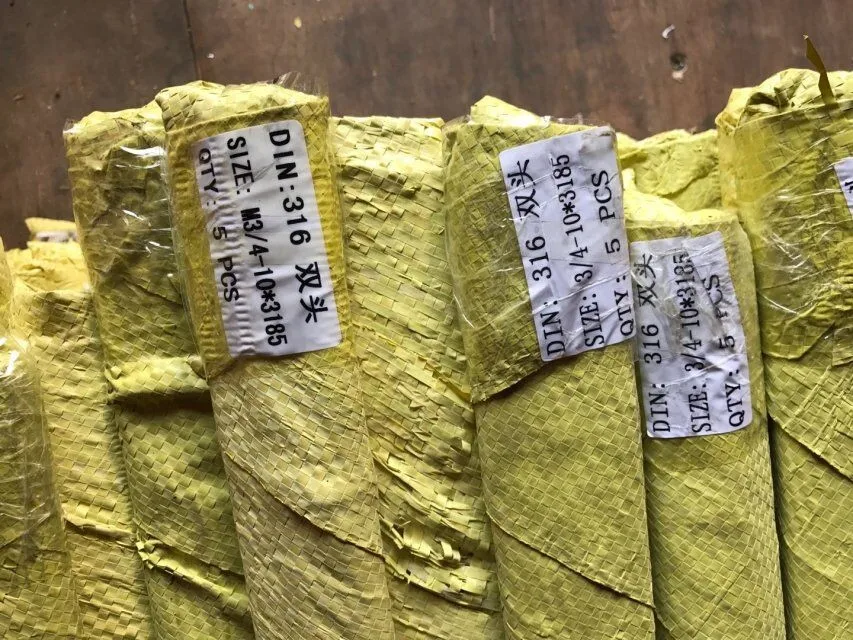 DIN:316 双头
SIZE: M3/4-10*3185
QTY: 5 PCS
DIN: 316 双头
SIZE: 3/4-10*3185
QTY: 5 PCS
DIN: 316 双头
SIZE: 3/4-10*3185
QTY: 5 PCS